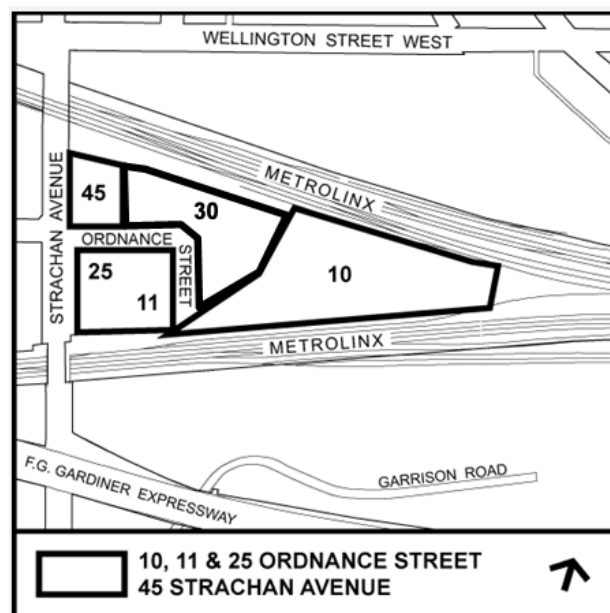 WELLINGTON STREET WEST
STRACHAN AVENUE
METROLINX
45
30
ORDNANCE
STREET
25
11
10
METROLINX
GARRISON ROAD
F.G. GARDINER EXPRESSWAY
10, 11 & 25 ORDNANCE STREET
45 STRACHAN AVENUE